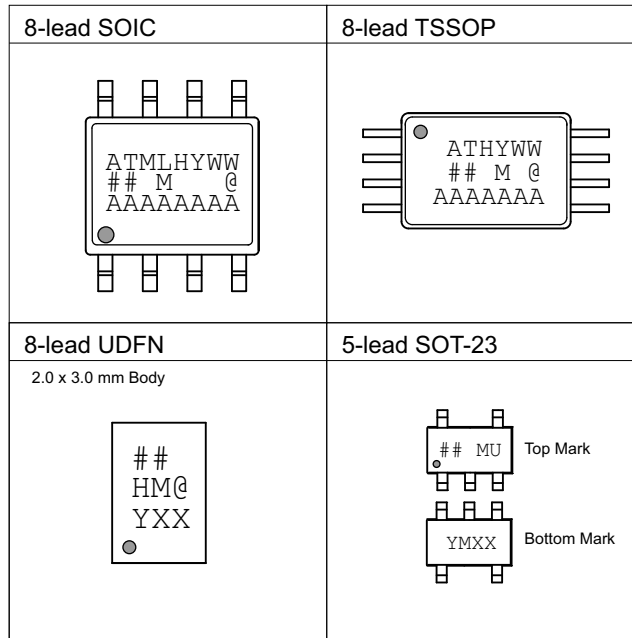 8-lead SOIC
ATMLHYWW
## M @
AAAAAAAA
8-lead TSSOP
ATHYWW
## M @
AAAAAAA
8-lead UDFN
2.0 x 3.0 mm Body
##
HM@
YXX
5-lead SOT-23
## MU
Top Mark
YMXX
Bottom Mark